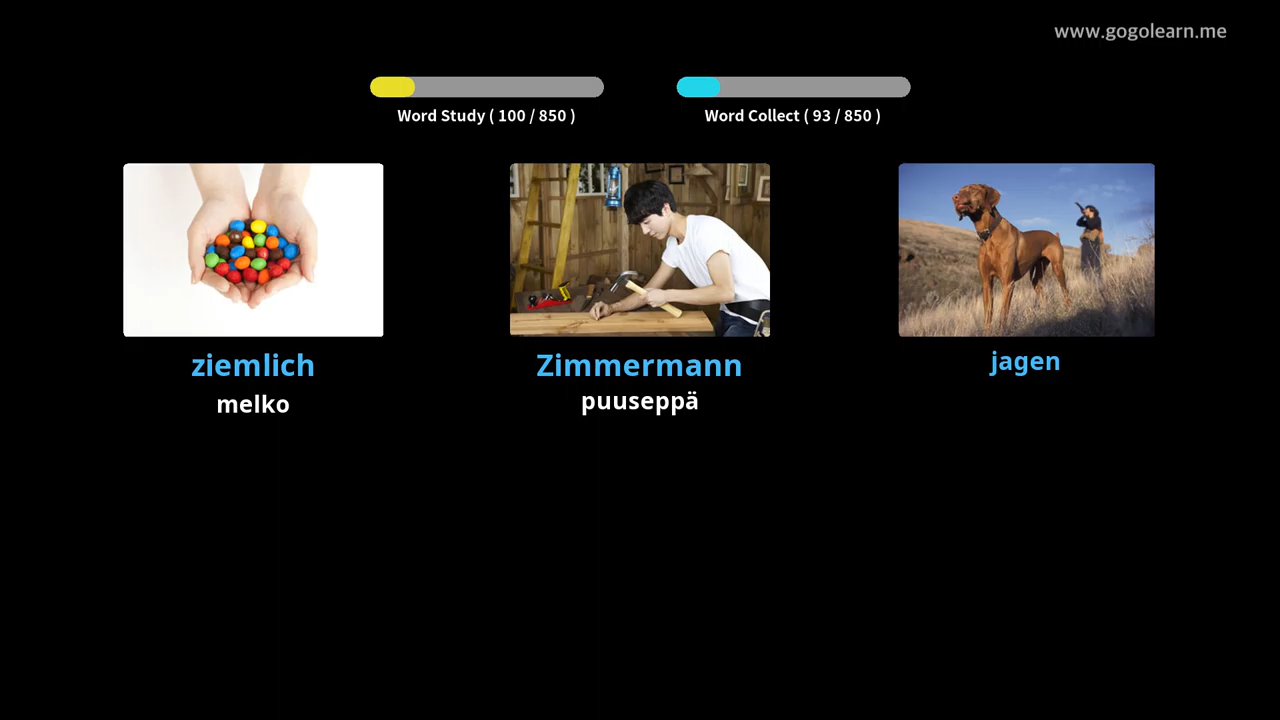 www.gogolearn.me
Word Study ( 100 / 850 )
Word Collect ( 93 / 850 )
ziemlich
melko
Zimmermann
puuseppä
jagen